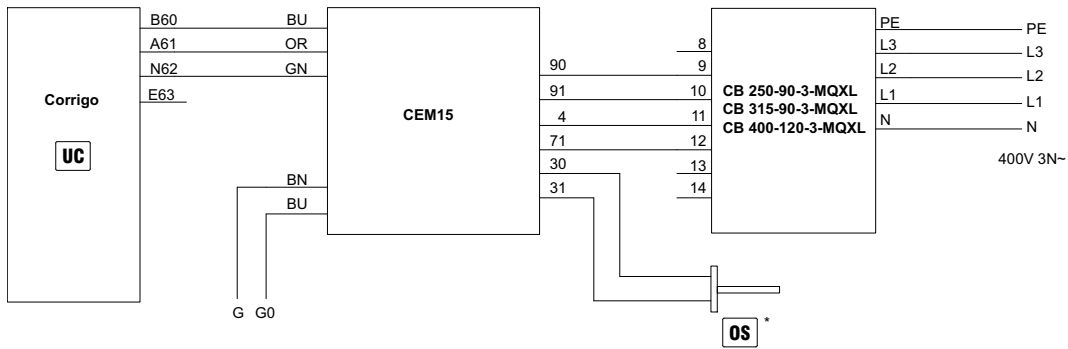 B60
A61
N62
E63
Corrigo
UC
BU
OR
GN
BN
BU
G G0
CEM15
90
91
4
71
30
31
8
9
10
11
12
13
14
CB 250-90-3-MQXL
CB 315-90-3-MQXL
CB 400-120-3-MQXL
PE
L3
L2
L1
N
PE
L3
L2
L1
N
400V 3N~
OS *